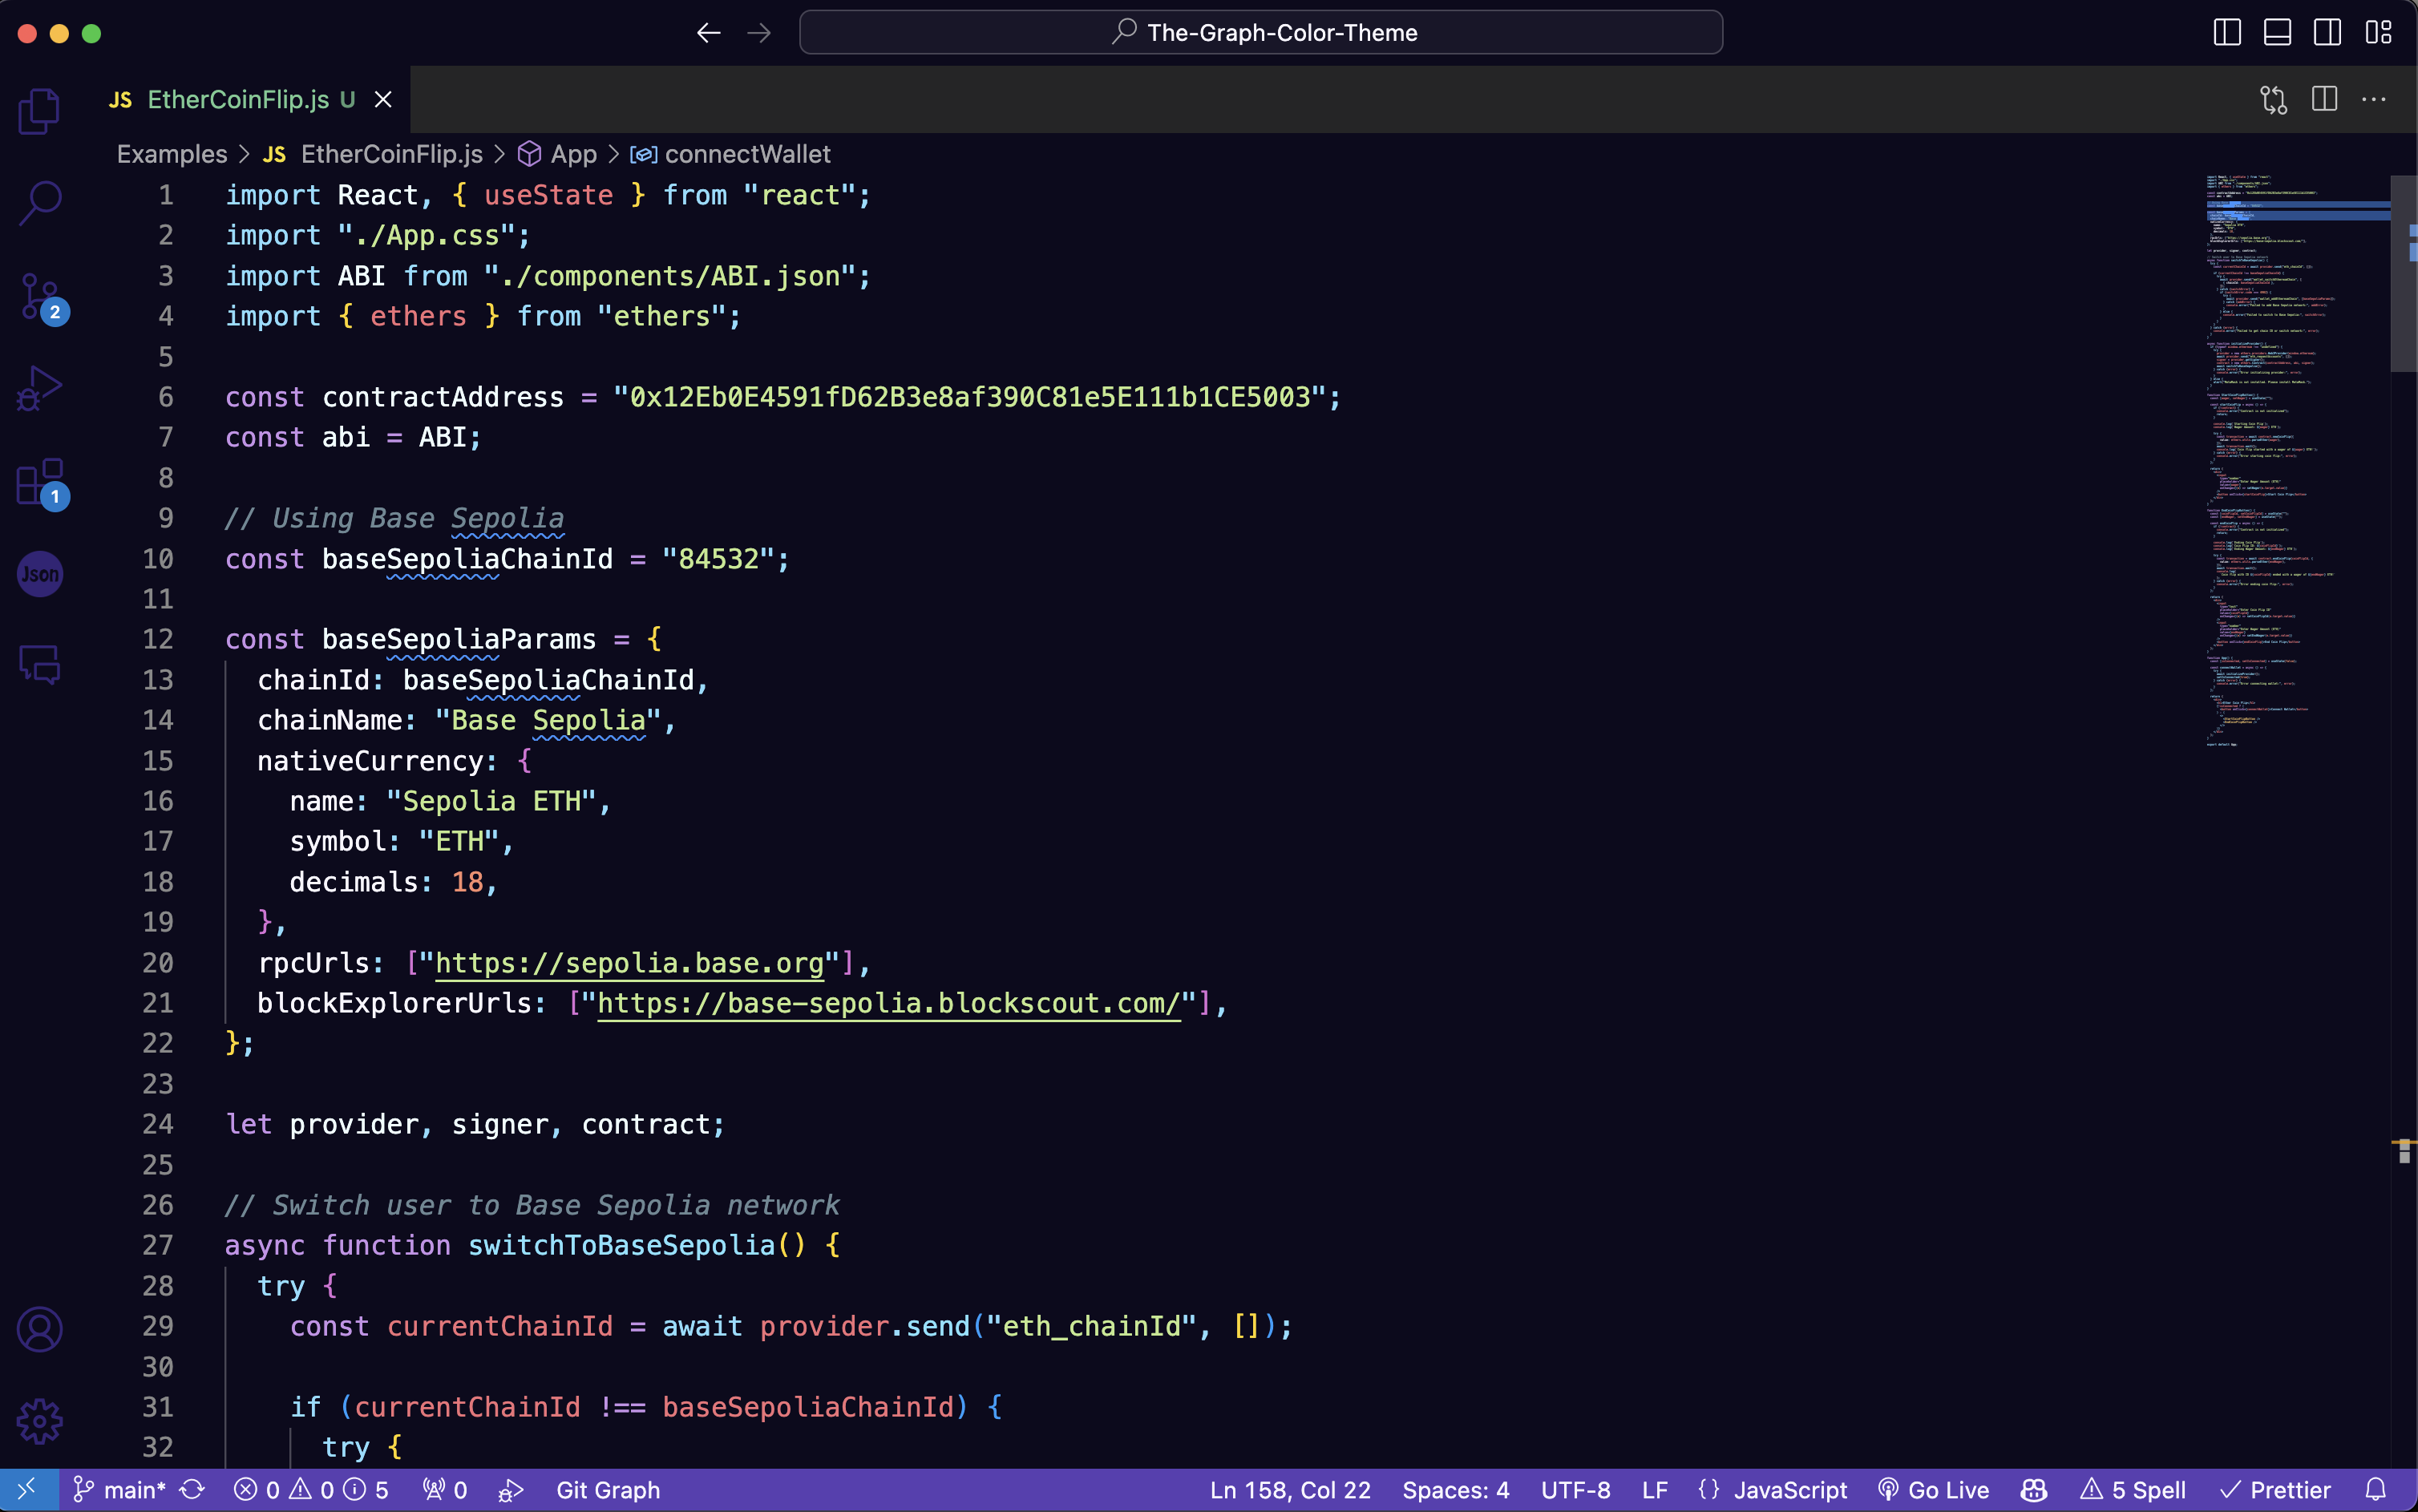 The-Graph-Color-Theme
JS EtherCoinFlip.js U
Examples > JS EtherCoinFlip.js > App > connectWallet
1 import React, { useState } from "react";
2 import "./App.css";
3 import ABI from "./components/ABI.json";
4 import { ethers } from "ethers";
5
6 const contractAddress = "0x12Eb0E4591fD62B3e8af390C81e5E111b1CE5003";
7 const abi = ABI;
8
9 // Using Base Sepolia
10 const baseSepoliaChainId = "84532";
11
12 const baseSepoliaParams = {
13 chainId: baseSepoliaChainId,
14 chainName: "Base Sepolia",
15 nativeCurrency: {
16 name: "Sepolia ETH",
17 symbol: "ETH",
18 decimals: 18,
19 },
20 rpcUrls: ["https://sepolia.base.org"],
21 blockExplorerUrls: ["https://base-sepolia.blockscout.com/"],
22 };
23
24 let provider, signer, contract;
25
26 // Switch user to Base Sepolia network
27 async function switchToBaseSepolia() {
28 try {
29 const currentChainId = await provider.send("eth_chainId", []);
30
31 if (currentChainId !== baseSepoliaChainId) {
32 try {
2
1
Json
main* 0 0 5 0 Git Graph Ln 158, Col 22 Spaces: 4 UTF-8 LF {} JavaScript Go Live 5 Spell Prettier